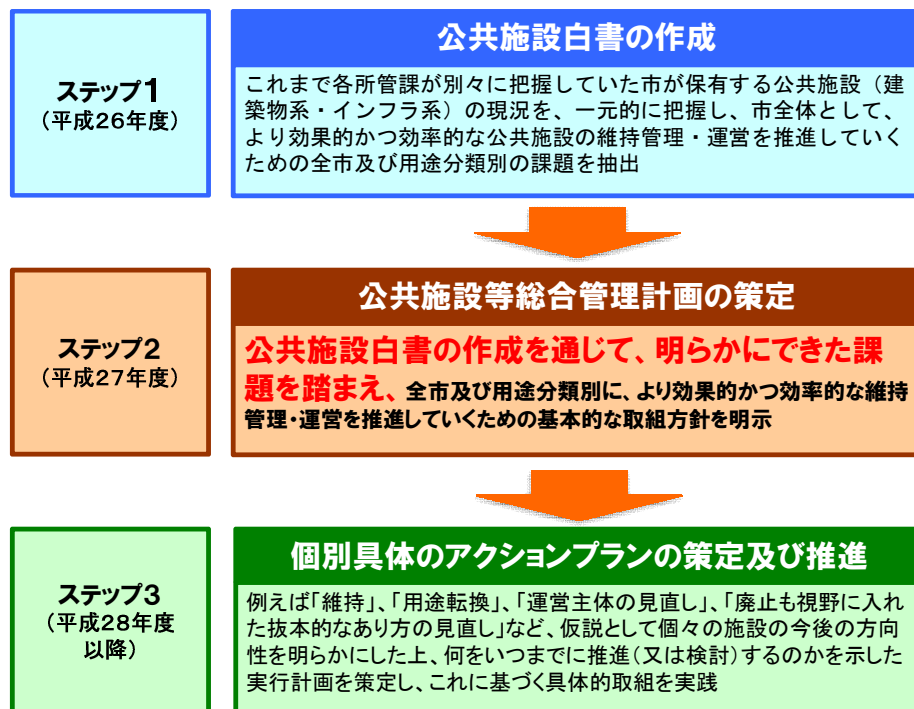 公共施設白書の作成
ステップ1
(平成26年度)
これまで各所管課が別々に把握していた市が保有する公共施設（建
築物系・インフラ系）の現況を、一元的に把握し、市全体として、
より効果的かつ効率的な公共施設の維持管理・運営を推進していく
ための全市及び用途分類別の課題を抽出
公共施設等総合管理計画の策定
ステップ2
(平成27年度)
公共施設白書の作成を通じて、明らかにできた課
題を踏まえ、全市及び用途分類別に、より効果的かつ効率的な維持
管理・運営を推進していくための基本的な取組方針を明示
個別具体のアクションプランの策定及び推進
ステップ3
(平成28年度
以降)
例えば「維持」、「用途転換」、「運営主体の見直し」、「廃止も視野に入れ
た抜本的なあり方の見直し」など、仮説として個々の施設の今後の方向
性を明らかにした上、何をいつまでに推進(又は検討)するのかを示した
実行計画を策定し、これに基づく具体的取組を実践